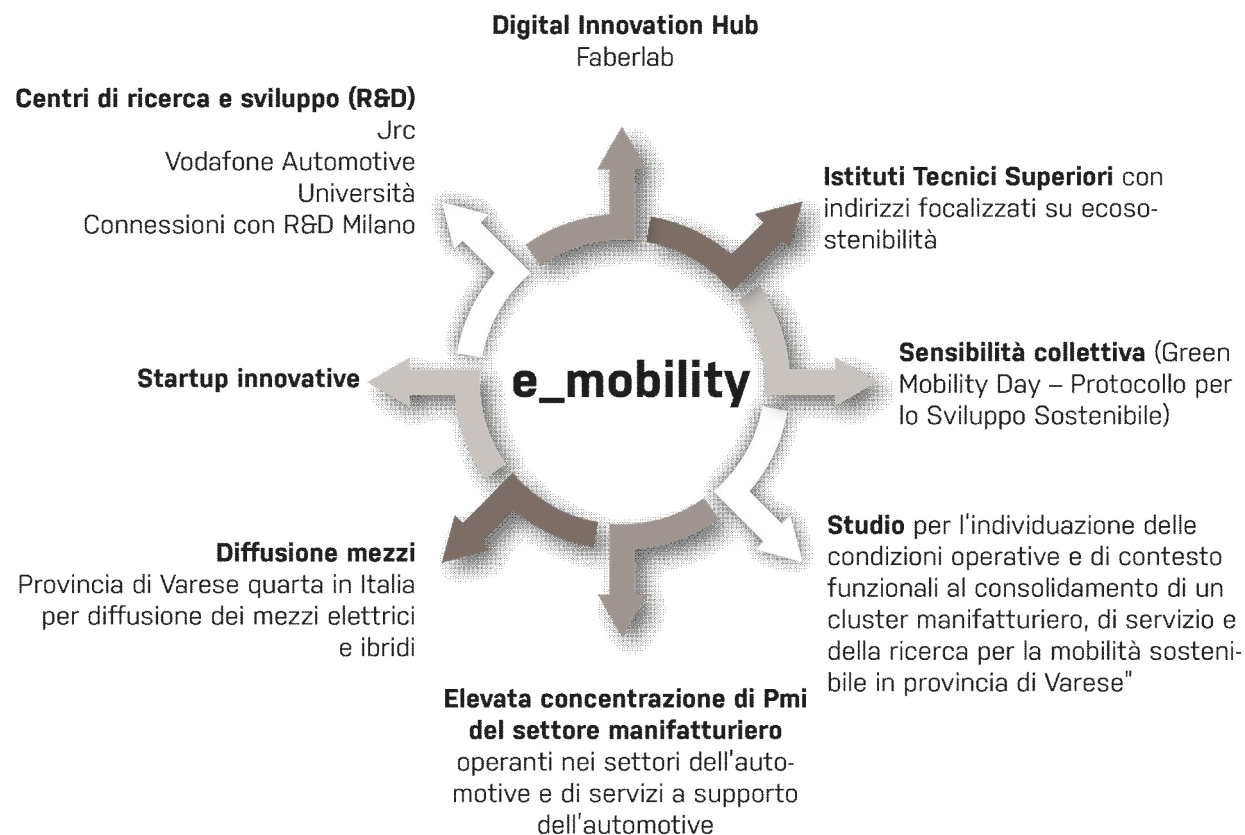 Digital Innovation Hub
Faberlab
Centri di ricerca e sviluppo (R&D)
Jrc
Vodafone Automotive
Università
Connessioni con R&D Milano
Istituti Tecnici Superiori con
indirizzi focalizzati su ecoso-
stenibilità
Startup innovative
e_mobility
Sensibilità collettiva (Green
Mobility Day – Protocollo per
lo Sviluppo Sostenibile)
Diffusione mezzi
Provincia di Varese quarta in Italia
per diffusione dei mezzi elettrici
e ibridi
Studio per l'individuazione delle
condizioni operative e di contesto
funzionali al consolidamento di un
cluster manifatturiero, di servizio e
della ricerca per la mobilità sosteni-
bile in provincia di Varese"
Elevata concentrazione di Pmi
del settore manifatturiero
operanti nei settori dell'auto-
motive e di servizi a supporto
dell'automotive